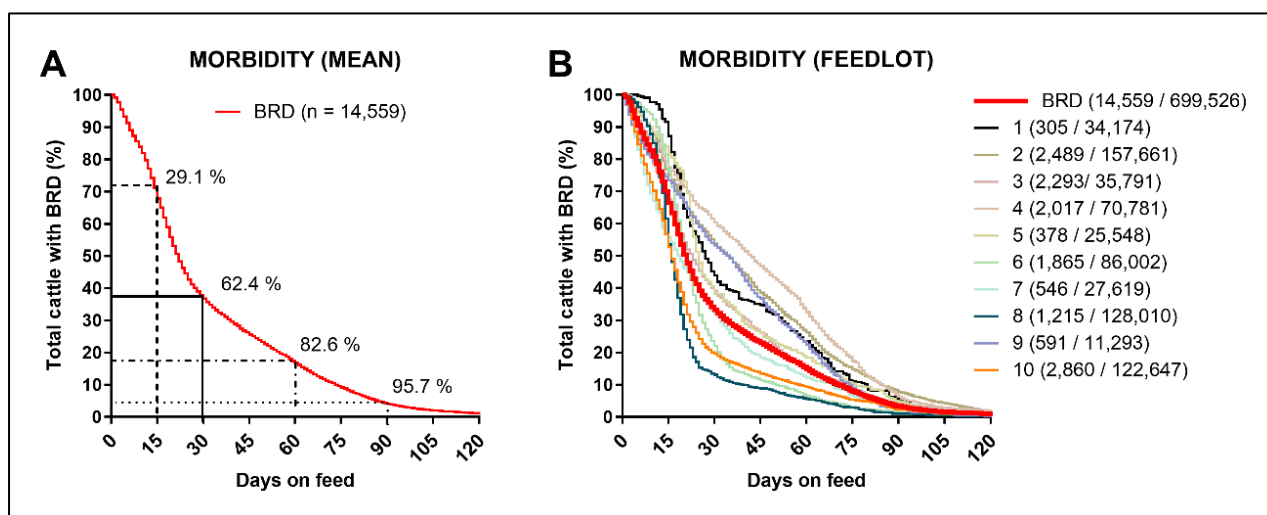 A
MORBIDITY (MEAN)
BRD (n = 14,559)
Total cattle with BRD (%)
100
90
80
70
60
50
40
30
20
10
0
29.1 %
62.4 %
82.6 %
95.7 %
0 15 30 45 60 75 90 105 120
Days on feed
B
MORBIDITY (FEEDLOT)
Total cattle with BRD (%)
100
90
80
70
60
50
40
30
20
10
0
0 15 30 45 60 75 90 105 120
Days on feed
BRD (14,559 / 699,526)
1 (305 / 34,174)
2 (2,489 / 157,661)
3 (2,293/ 35,791)
4 (2,017 / 70,781)
5 (378 / 25,548)
6 (1,865 / 86,002)
7 (546 / 27,619)
8 (1,215 / 128,010)
9 (591 / 11,293)
10 (2,860 / 122,647)